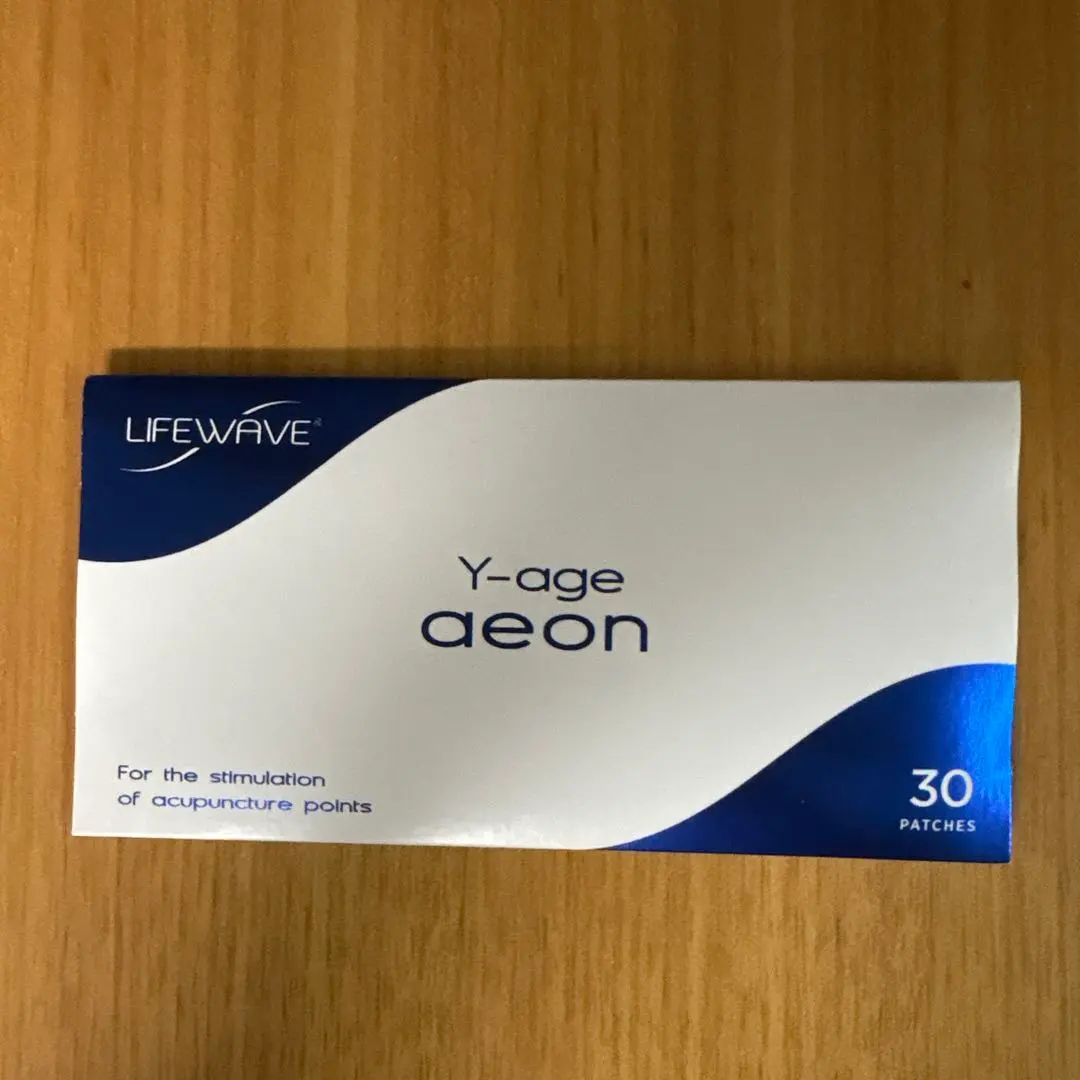 LIFEWAVE
Y-age
aeon
For the stimulation
of acupuncture points
30
PATCHES